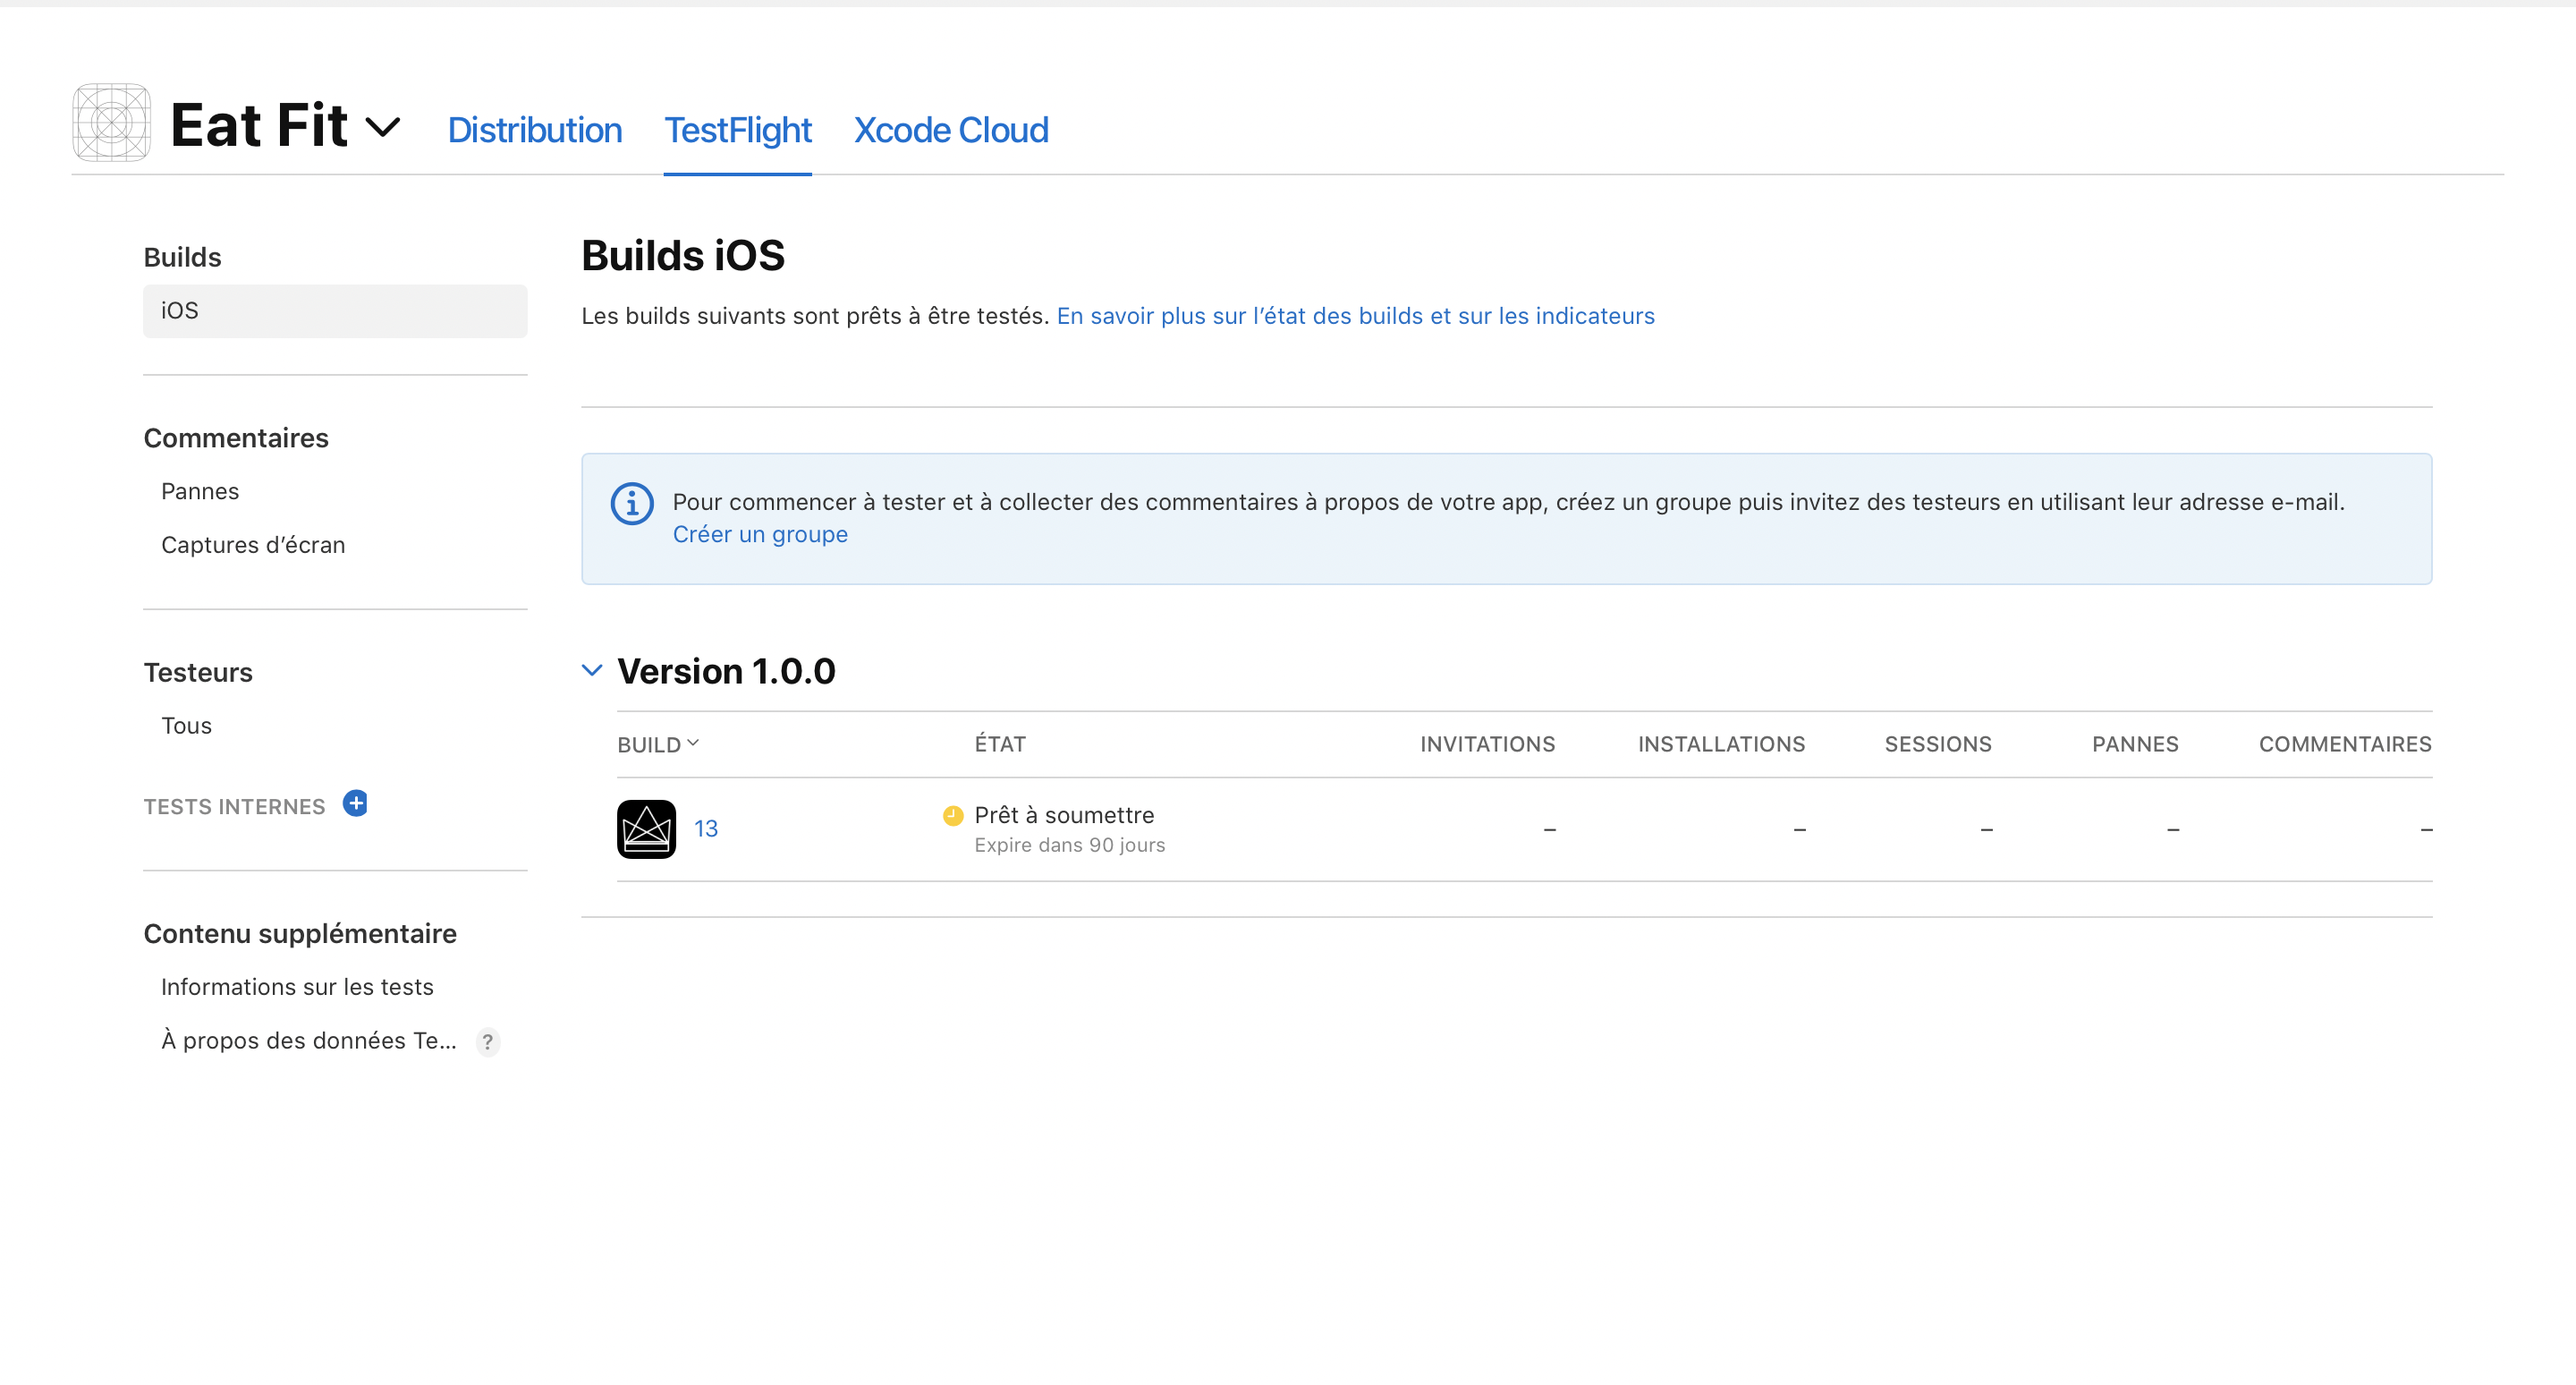 Eat Fit
Distribution
TestFlight
Xcode Cloud
Builds
iOS
Commentaires
Pannes
Captures d’écran
Testeurs
Tous
TESTS INTERNES
Contenu supplémentaire
Informations sur les tests
À propos des données Te... ?
Builds iOS
Les builds suivants sont prêts à être testés. En savoir plus sur l’état des builds et sur les indicateurs
Pour commencer à tester et à collecter des commentaires à propos de votre app, créez un groupe puis invitez des testeurs en utilisant leur adresse e-mail.
Créer un groupe
Version 1.0.0
BUILD ÉTAT INVITATIONS INSTALLATIONS SESSIONS PANNES COMMENTAIRES
13 Prêt à soumettre – – – – –
Expire dans 90 jours